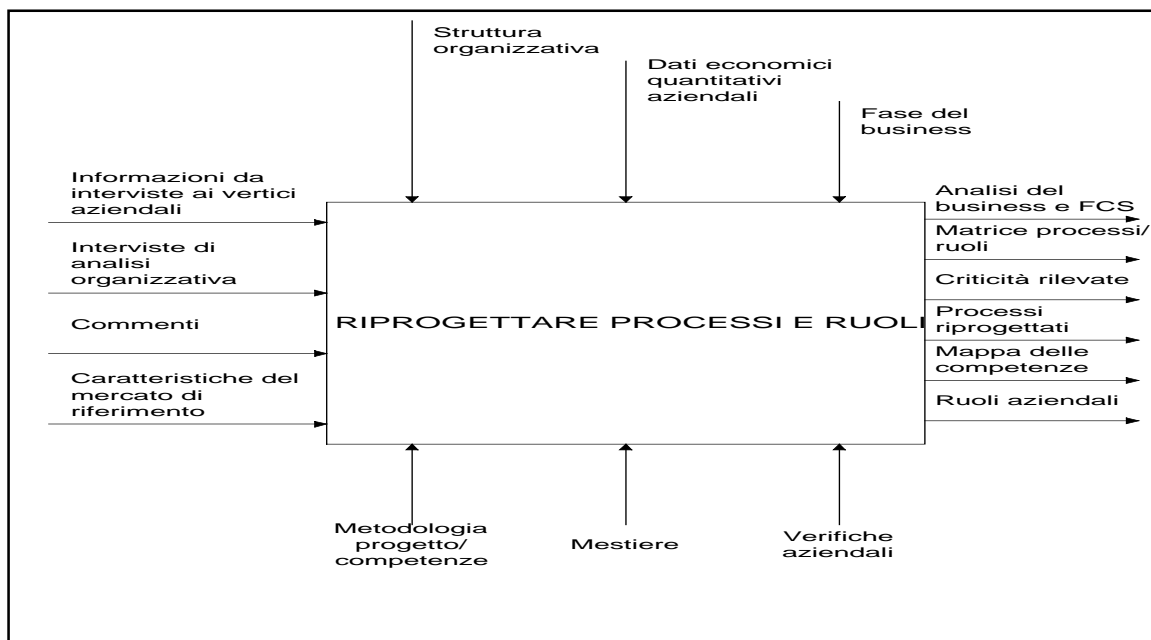 Struttura
organizzativa
Dati economici
quantitativi
aziendali
Fase del
business
Informazioni da
interviste ai vertici
aziendali
Interviste di
analisi
organizzativa
Commenti
Caratteristiche del
mercato di
riferimento
RIPROGETTARE PROCESSI E RUOLI
Analisi del
business e FCS
Matrice processi/
ruoli
Criticità rilevate
Processi
riprogettati
Mappa delle
competenze
Ruoli aziendali
Metodologia
progetto/
competenze
Mestiere
Verifiche
aziendali